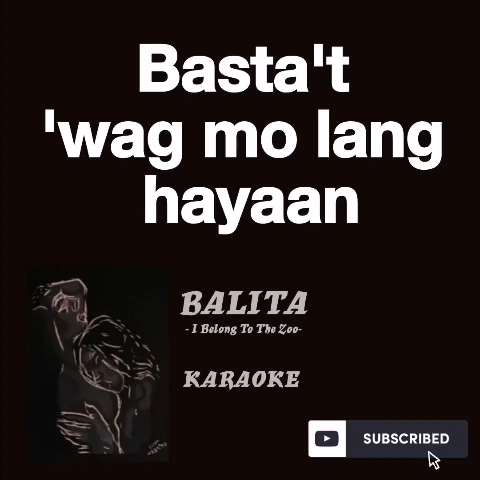 Basta't
'wag mo lang
hayaan
BALITA
- I Belong To The Zoo-
KARAOKE
SUBSCRIBED